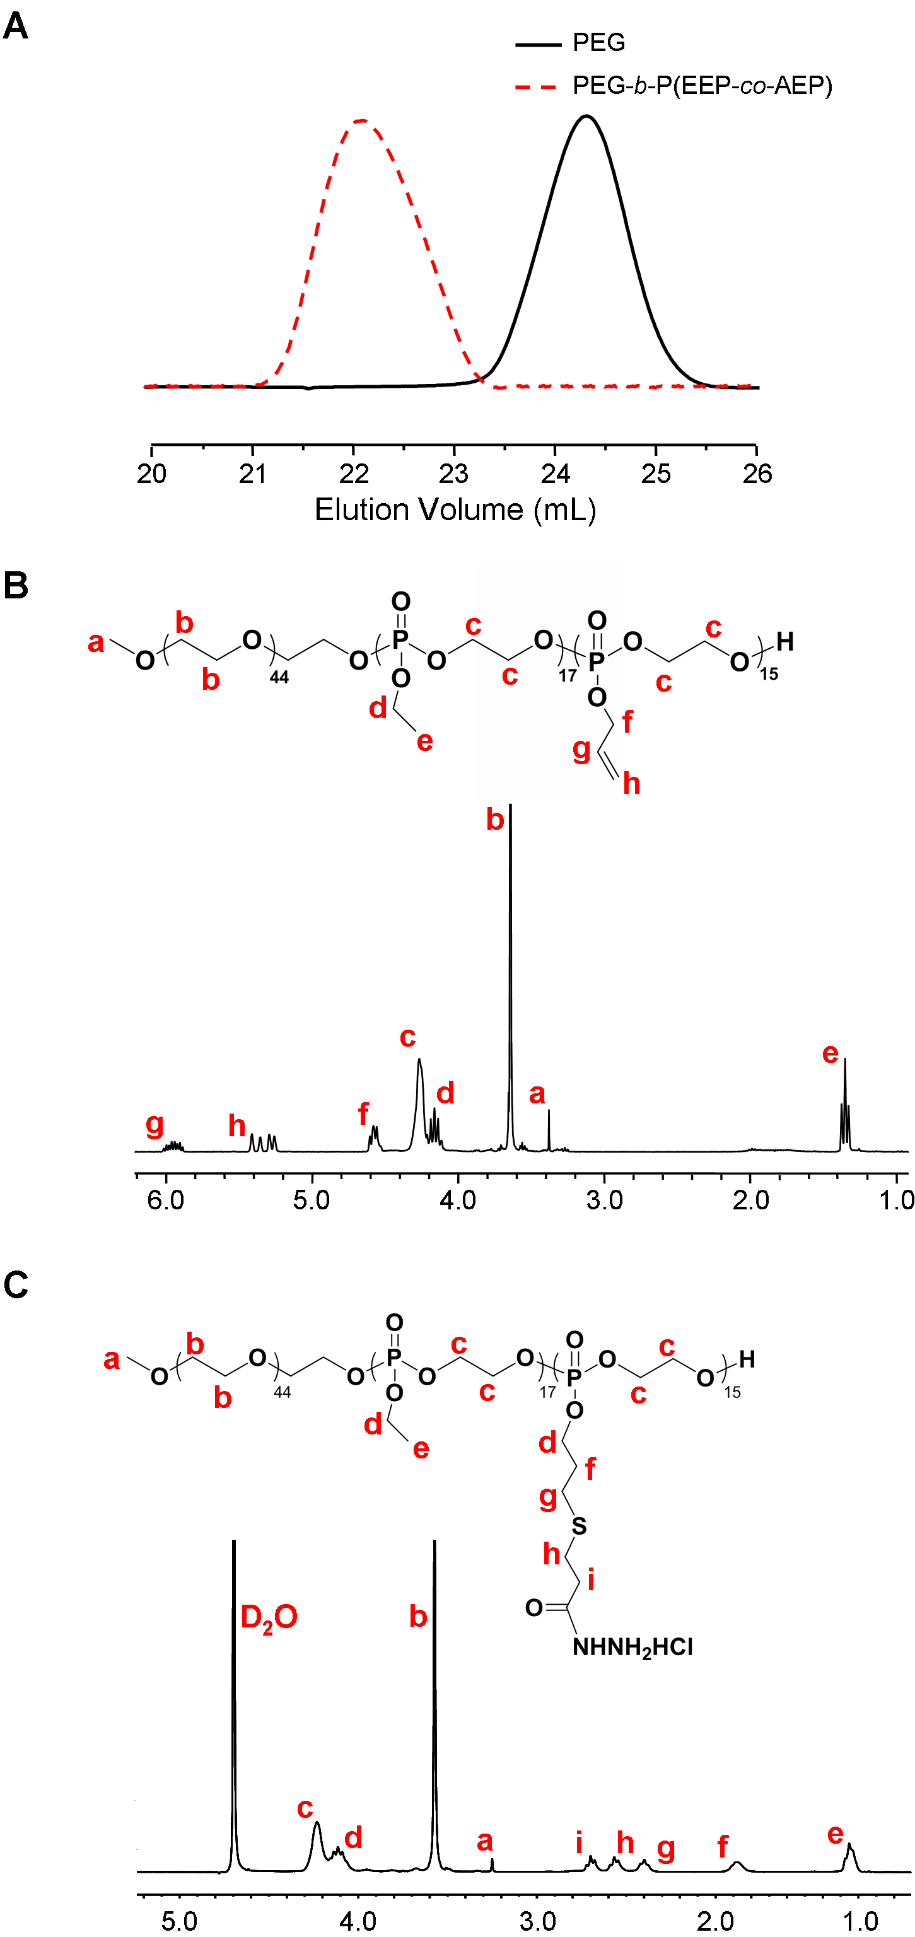 A
PEG
PEG-b-P(EEP-co-AEP)
20 21 22 23 24 25 26
Elution Volume (mL)
B
O
O
a b O c O c H
O O P O P O O
b 44 O c 17 O c 15
d f
e g
h
b
c
e
d
a
f
g h
6.0 5.0 4.0 3.0 2.0 1.0
C
O
O
a b O c O c H
O O P O P O O
b 44 O c 17 O c 15
d d
e f
g
S
h
i
O
NHNH2HCl
D2O b
c
d
a i h g f e
5.0 4.0 3.0 2.0 1.0